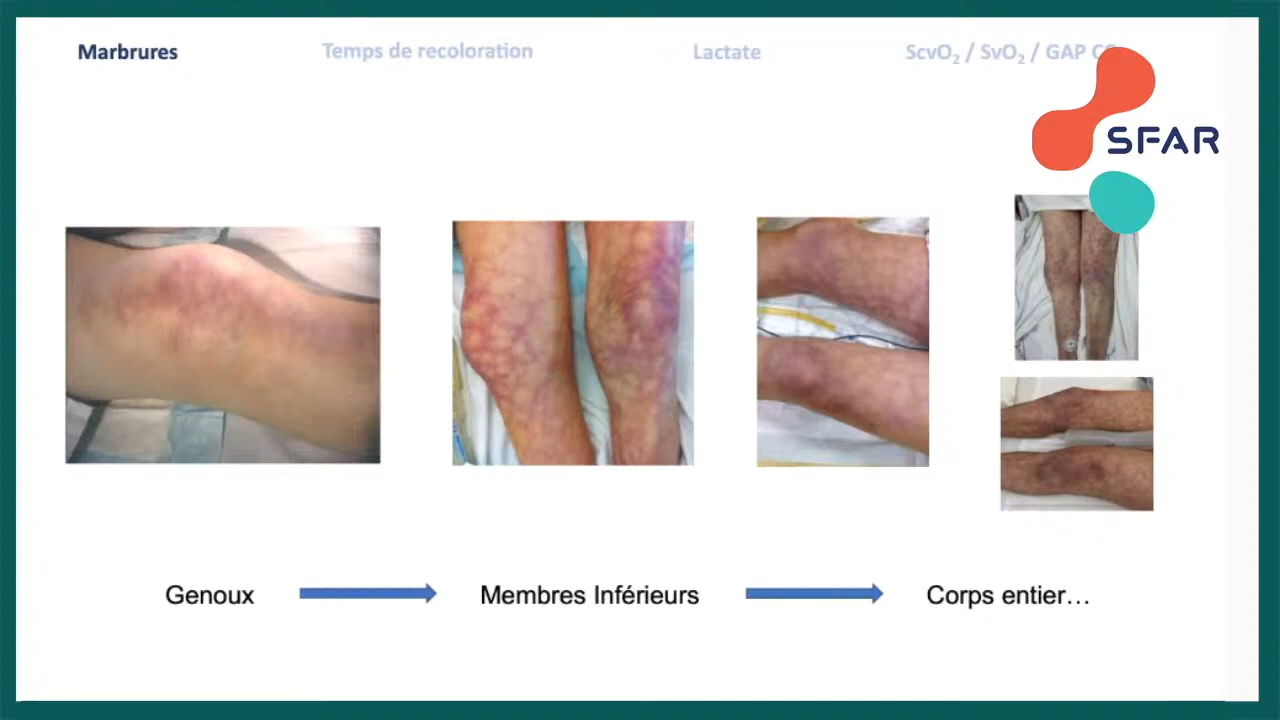 Marbrures
Temps de recoloration
Lactate
ScvO₂ / SvO₂ / GAP
SFAR
Genoux
Membres Inférieurs
Corps entier…